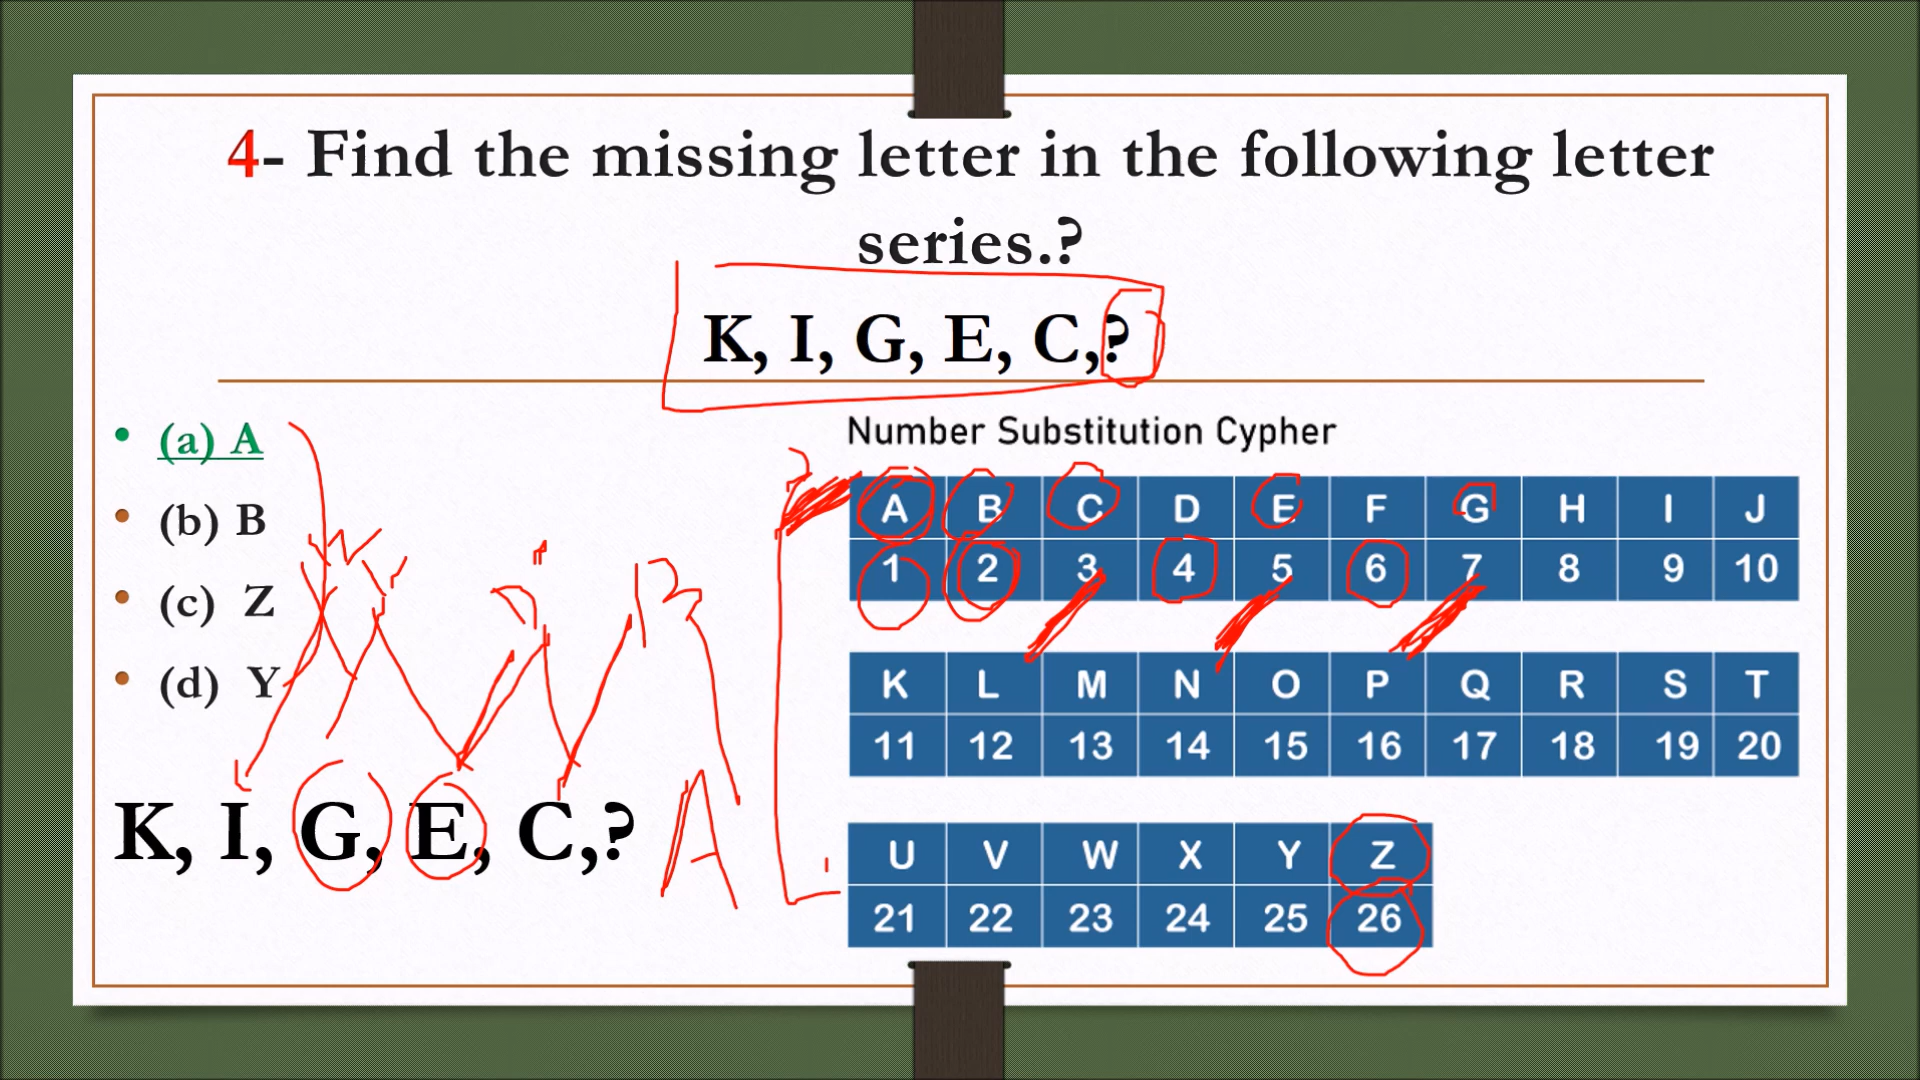 4- Find the missing letter in the following letter
series.?
K, I, G, E, C,?
• (a) A
• (b) B
• (c) Z
• (d) Y
K, I, G, E, C,? A
Number Substitution Cypher
A B C D E F G H I J
1 2 3 4 5 6 7 8 9 10
K L M N O P Q R S T
11 12 13 14 15 16 17 18 19 20
U V W X Y Z
21 22 23 24 25 26